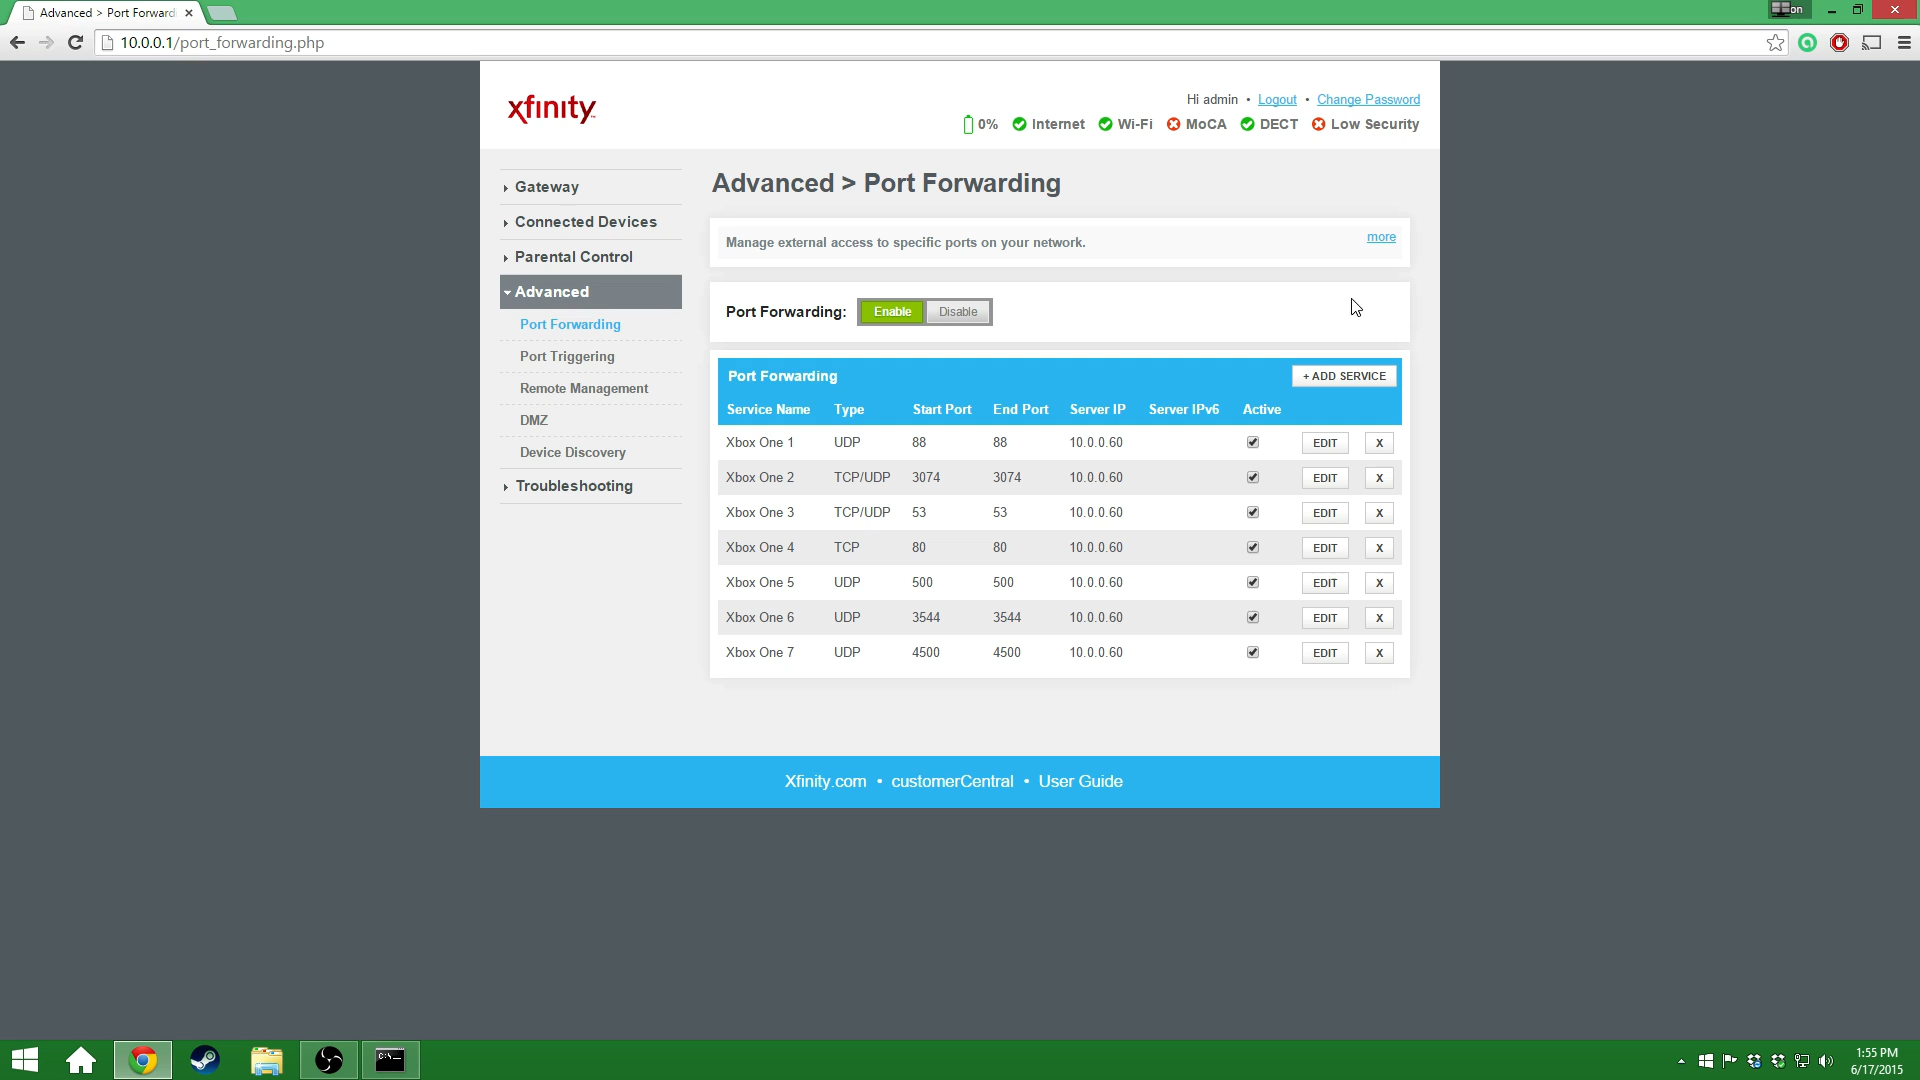 Advanced > Port Forward
on
10.0.0.1/port_forwarding.php
xfinity
Hi admin • Logout • Change Password
0% Internet Wi-Fi MoCA DECT Low Security
Gateway
Connected Devices
Parental Control
Advanced
Port Forwarding
Port Triggering
Remote Management
DMZ
Device Discovery
Troubleshooting
Advanced > Port Forwarding
Manage external access to specific ports on your network.
more
Port Forwarding: Enable Disable
Port Forwarding
+ ADD SERVICE
Service Name Type Start Port End Port Server IP Server IPv6 Active
Xbox One 1 UDP 88 88 10.0.0.60 EDIT X
Xbox One 2 TCP/UDP 3074 3074 10.0.0.60 EDIT X
Xbox One 3 TCP/UDP 53 53 10.0.0.60 EDIT X
Xbox One 4 TCP 80 80 10.0.0.60 EDIT X
Xbox One 5 UDP 500 500 10.0.0.60 EDIT X
Xbox One 6 UDP 3544 3544 10.0.0.60 EDIT X
Xbox One 7 UDP 4500 4500 10.0.0.60 EDIT X
Xfinity.com • customerCentral • User Guide
C:\_
1:55 PM
6/17/2015